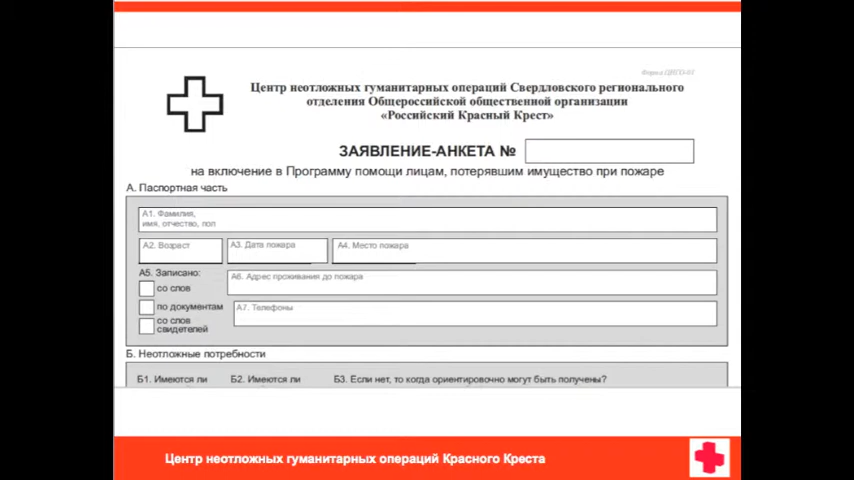 Форма ЦНГО-07
Центр неотложных гуманитарных операций Свердловского регионального
отделения Общероссийской общественной организации
«Российский Красный Крест»
ЗАЯВЛЕНИЕ-АНКЕТА №
на включение в Программу помощи лицам, потерявшим имущество при пожаре
А. Паспортная часть
А1. Фамилия,
имя, отчество, пол
А2. Возраст
А3. Дата пожара
А4. Место пожара
А5. Записано:
со слов
по документам
со слов
свидетелей
А6. Адрес проживания до пожара
А7. Телефоны
Б. Неотложные потребности
Б1. Имеются ли
Б2. Имеются ли
Б3. Если нет, то когда ориентировочно могут быть получены?
Центр неотложных гуманитарных операций Красного Креста